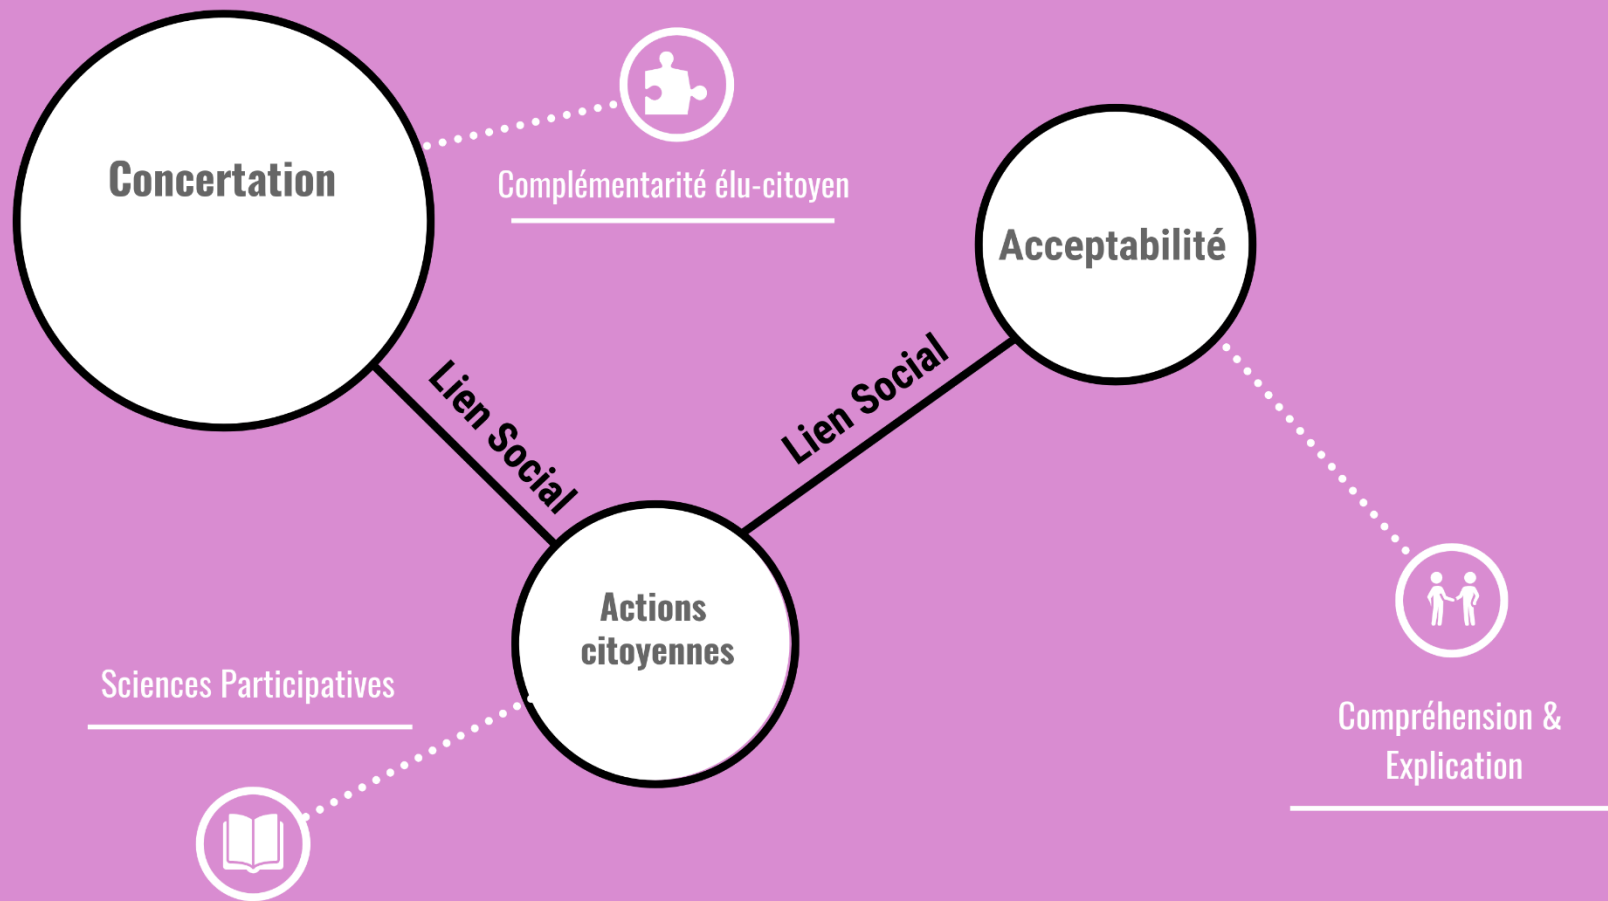 Concertation
Complémentarité élu-citoyen
Acceptabilité
Lien Social
Lien Social
Actions
citoyennes
Sciences Participatives
Compréhension &
Explication